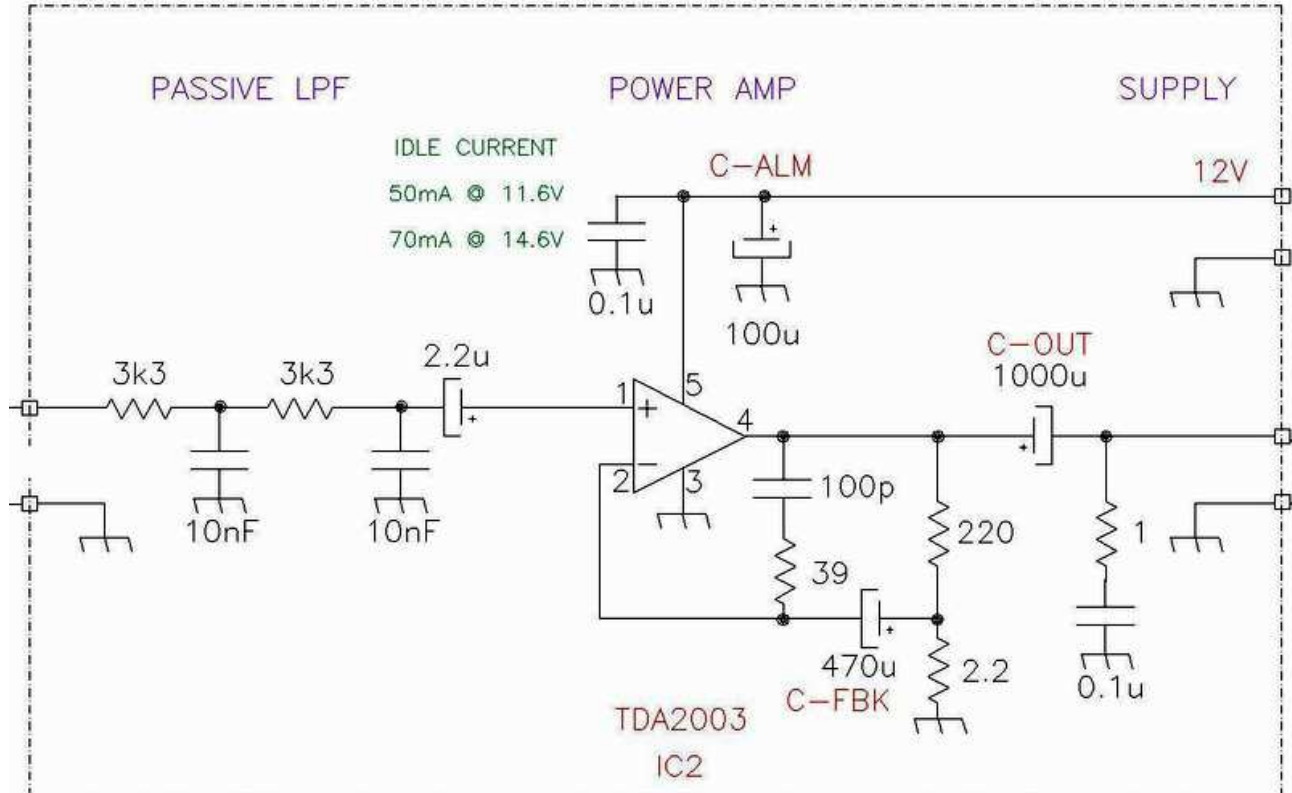 PASSIVE LPF
POWER AMP
SUPPLY
IDLE CURRENT
50mA @ 11.6V
70mA @ 14.6V
C-ALM
12V
0.1u
100u
3k3
3k3
2.2u
10nF
10nF
1
+
5
4
2
−
3
C-OUT
1000u
+
100p
39
220
1
470u
+
C-FBK
2.2
0.1u
TDA2003
IC2
+
+